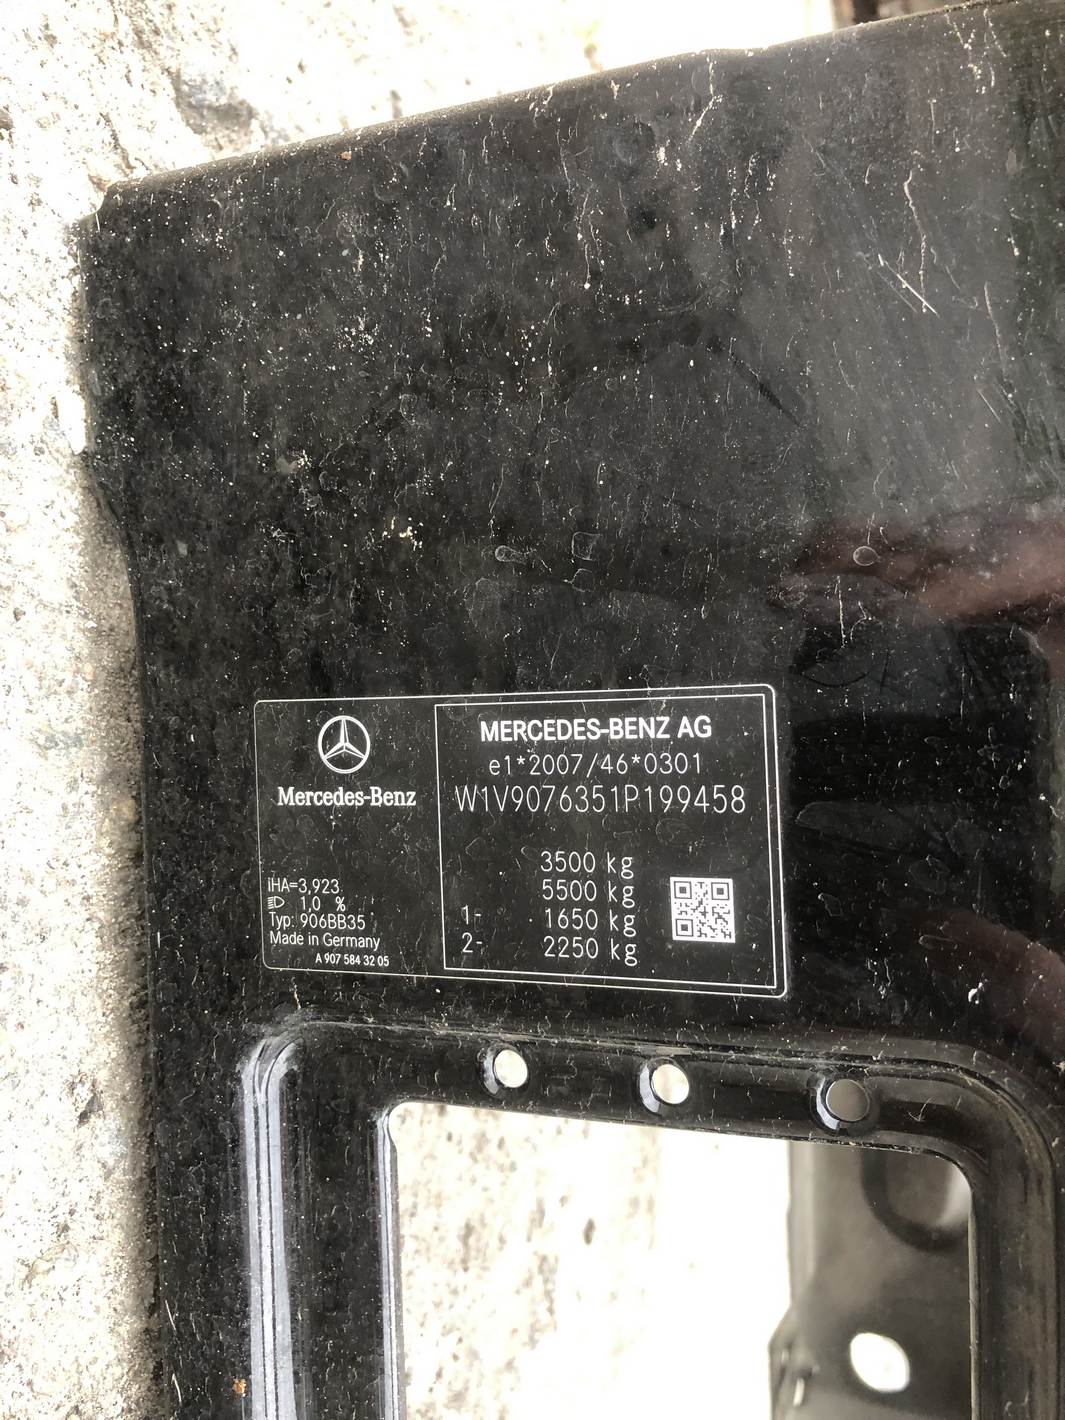 Mercedes-Benz
iHA=3,923
1,0 %
Typ: 906BB35
Made in Germany
A 907 584 32 05
MERCEDES-BENZ AG
e1*2007/46*0301
W1V9076351P199458
3500 kg
5500 kg
1- 1650 kg
2- 2250 kg